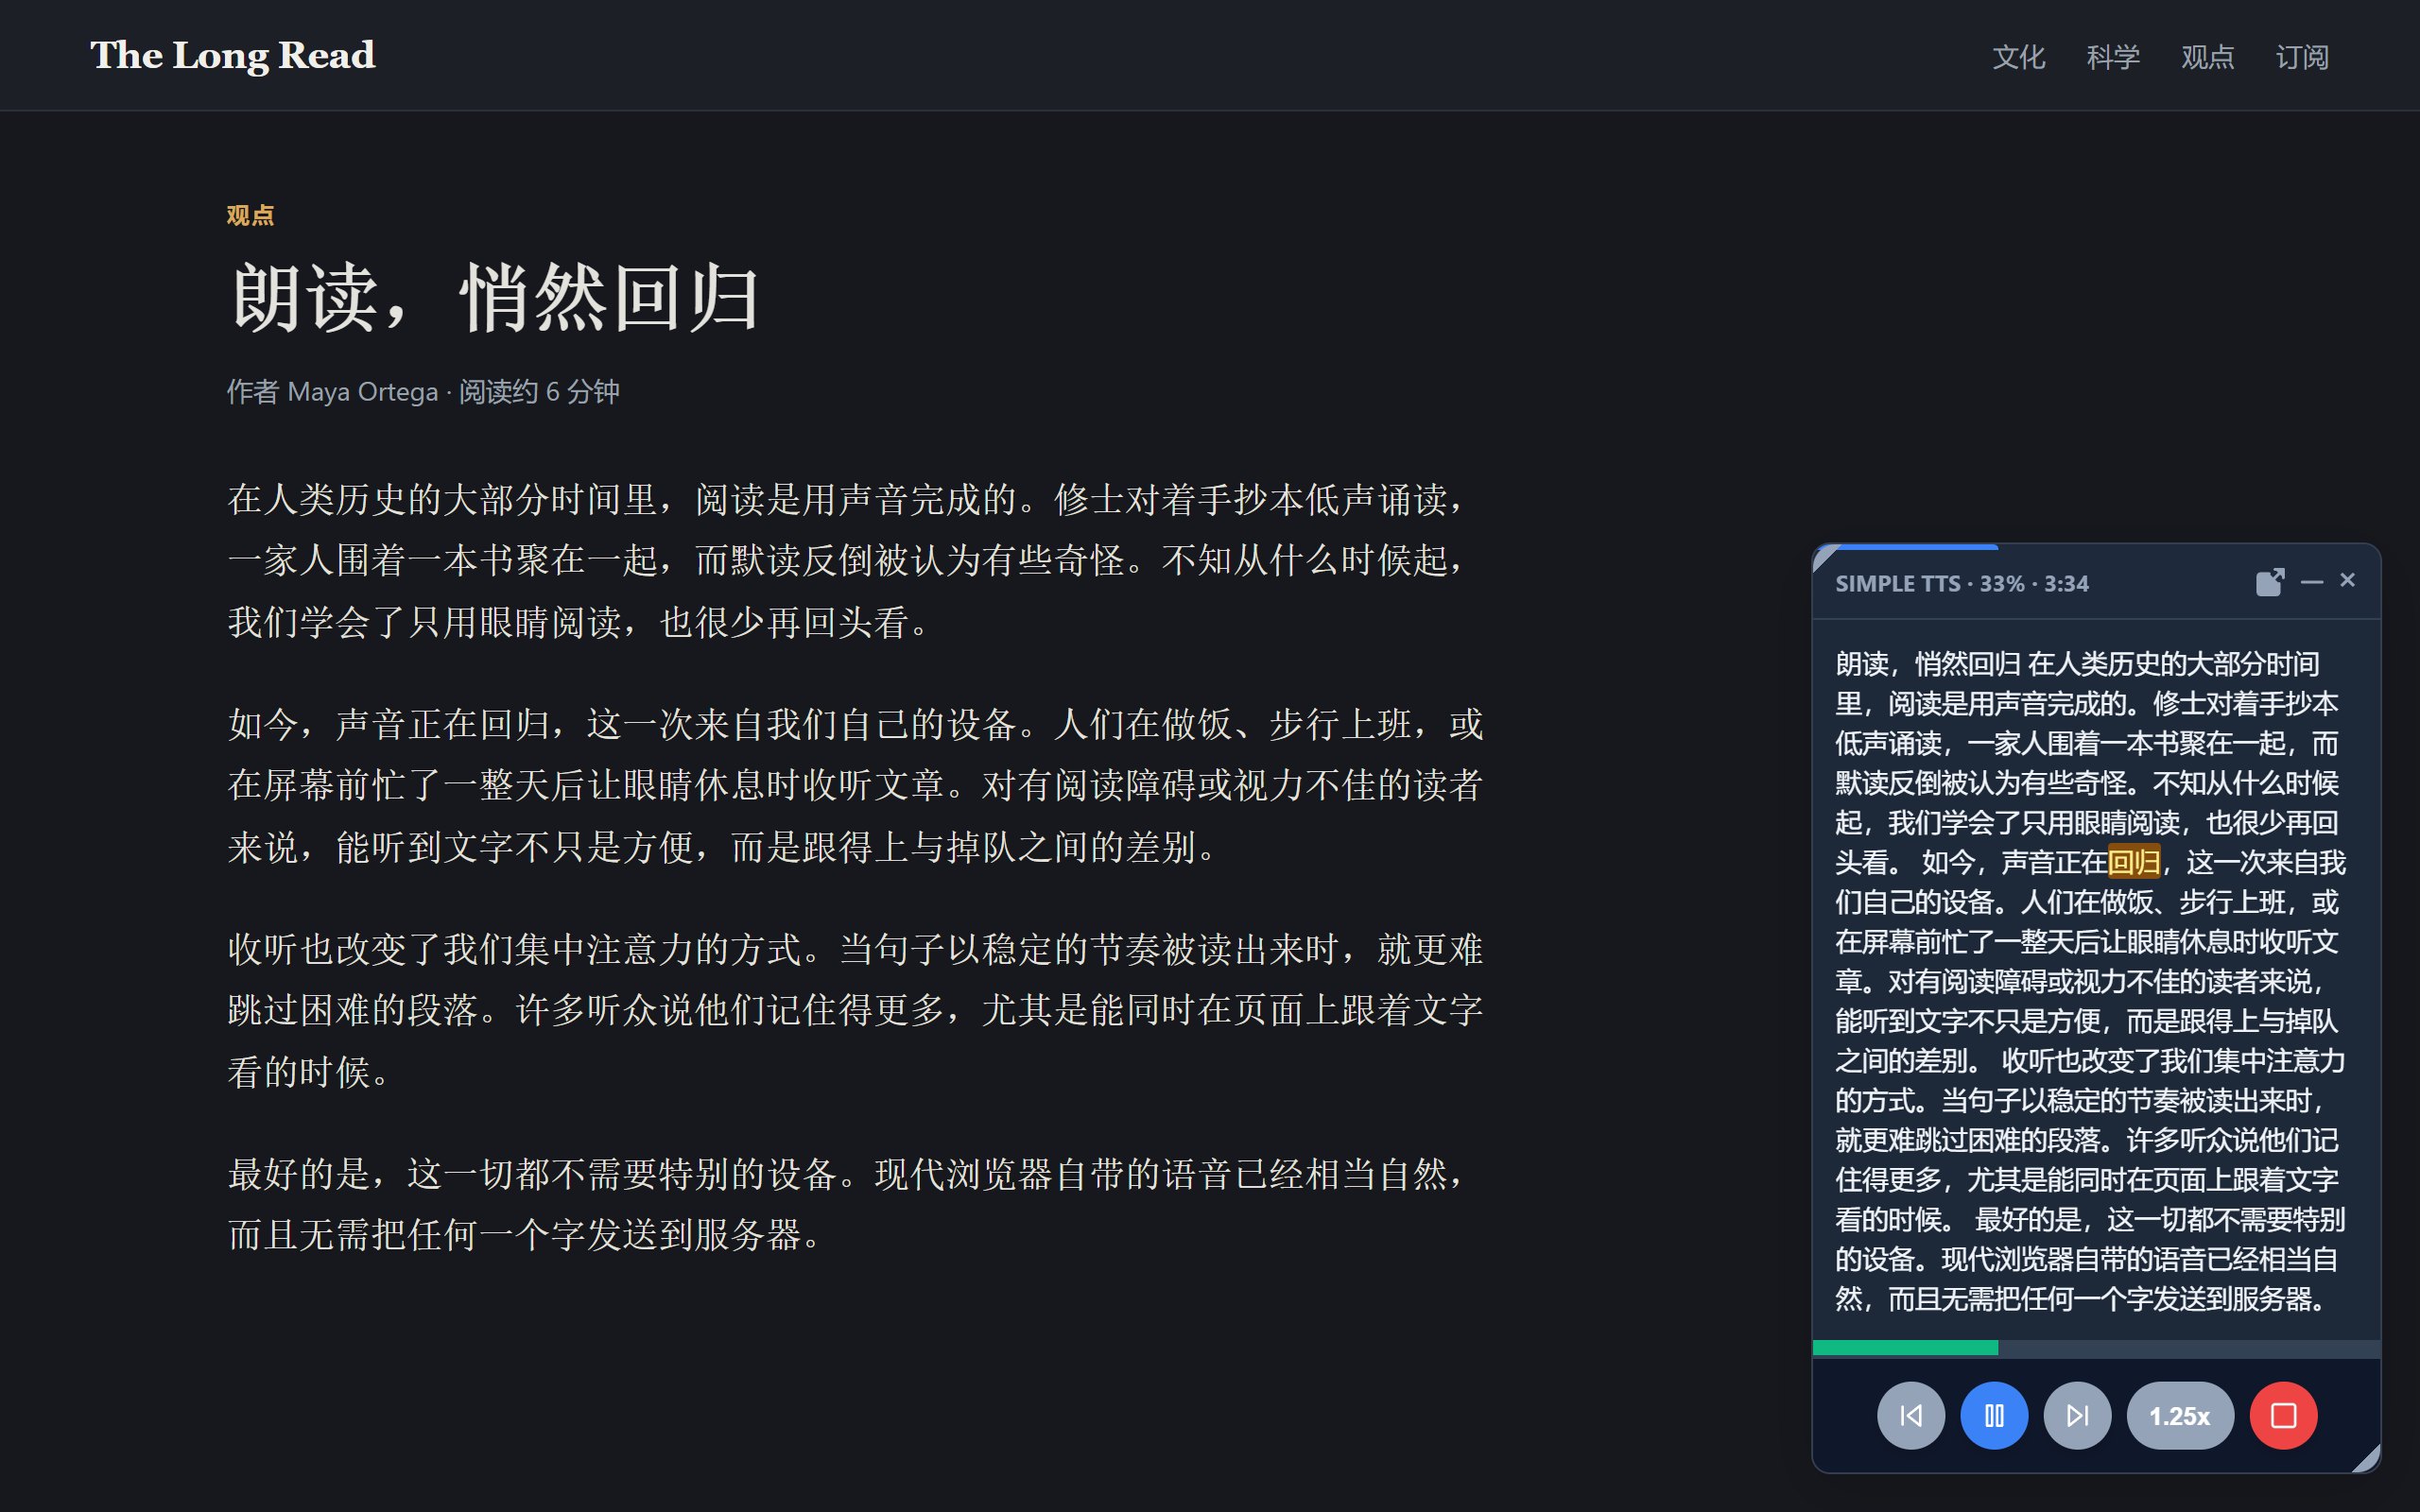 The Long Read
文化 科学 观点 订阅
观点
朗读，悄然回归
作者 Maya Ortega · 阅读约 6 分钟
在人类历史的大部分时间里，阅读是用声音完成的。修士对着手抄本低声诵读，
一家人围着一本书聚在一起，而默读反倒被认为有些奇怪。不知从什么时候起，
我们学会了只用眼睛阅读，也很少再回头看。
如今，声音正在回归，这一次来自我们自己的设备。人们在做饭、步行上班，或
在屏幕前忙了一整天后让眼睛休息时收听文章。对有阅读障碍或视力不佳的读者
来说，能听到文字不只是方便，而是跟得上与掉队之间的差别。
收听也改变了我们集中注意力的方式。当句子以稳定的节奏被读出来时，就更难
跳过困难的段落。许多听众说他们记住得更多，尤其是能同时在页面上跟着文字
看的时候。
最好的是，这一切都不需要特别的设备。现代浏览器自带的语音已经相当自然，
而且无需把任何一个字发送到服务器。
SIMPLE TTS · 33% · 3:34
朗读，悄然回归 在人类历史的大部分时间
里，阅读是用声音完成的。修士对着手抄本
低声诵读，一家人围着一本书聚在一起，而
默读反倒被认为有些奇怪。不知从什么时候
起，我们学会了只用眼睛阅读，也很少再回
头看。 如今，声音正在回归，这一次来自我
们自己的设备。人们在做饭、步行上班，或
在屏幕前忙了一整天后让眼睛休息时收听文
章。对有阅读障碍或视力不佳的读者来说，
能听到文字不只是方便，而是跟得上与掉队
之间的差别。 收听也改变了我们集中注意力
的方式。当句子以稳定的节奏被读出来时，
就更难跳过困难的段落。许多听众说他们记
住得更多，尤其是能同时在页面上跟着文字
看的时候。 最好的是，这一切都不需要特别
的设备。现代浏览器自带的语音已经相当自
然，而且无需把任何一个字发送到服务器。
1.25x